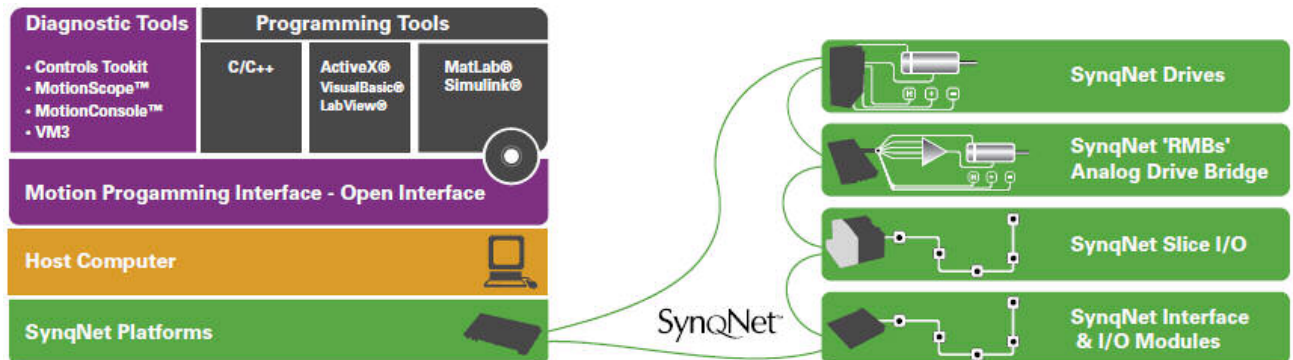 Diagnostic Tools
• Controls Tookit
• MotionScope™
• MotionConsole™
• VM3
Programming Tools
C/C++
ActiveX®
VisualBasic®
LabView®
MatLab®
Simulink®
Motion Progamming Interface - Open Interface
Host Computer
SynqNet Platforms
SynqNet™
SynqNet Drives
H + -
SynqNet 'RMBs'
Analog Drive Bridge
H + -
SynqNet Slice I/O
SynqNet Interface
& I/O Modules